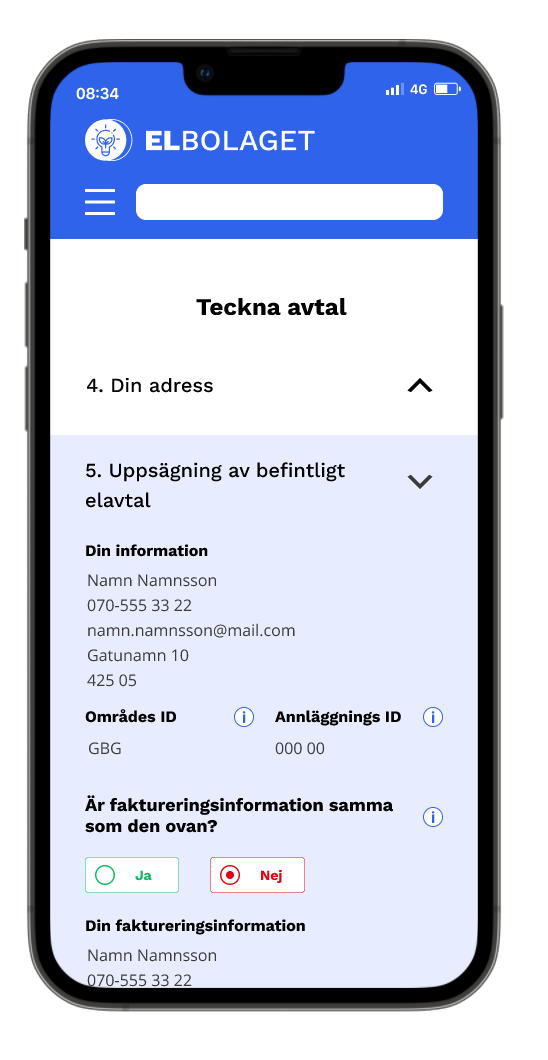 08:34
4G
ELBOLAGET
Teckna avtal
4. Din adress
5. Uppsägning av befintligt
elavtal
Din information
Namn Namnsson
070-555 33 22
namn.namnsson@mail.com
Gatunamn 10
425 05
Områdes ID i Annläggnings ID i
GBG 000 00
Är faktureringsinformation samma
som den ovan? i
Ja Nej
Din faktureringsinformation
Namn Namnsson
070-555 33 22